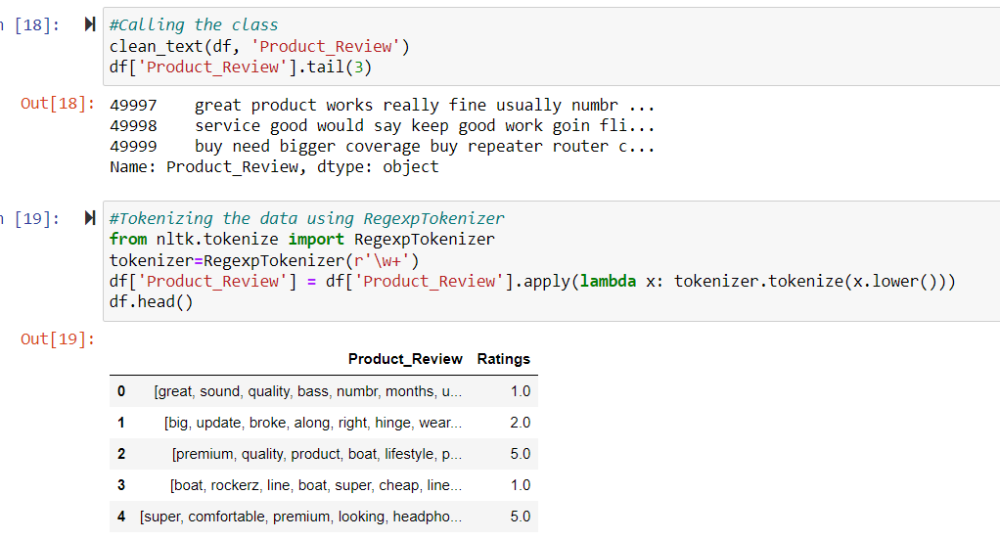 n [18]:
#Calling the class
clean_text(df, 'Product_Review')
df['Product_Review'].tail(3)
Out[18]:
49997    great product works really fine usually numbr ...
49998    service good would say keep good work goin fli...
49999    buy need bigger coverage buy repeater router c...
Name: Product_Review, dtype: object
n [19]:
#Tokenizing the data using RegexpTokenizer
from nltk.tokenize import RegexpTokenizer
tokenizer=RegexpTokenizer(r'\w+')
df['Product_Review'] = df['Product_Review'].apply(lambda x: tokenizer.tokenize(x.lower()))
df.head()
Out[19]:
Product_Review Ratings
0 [great, sound, quality, bass, numbr, months, u... 1.0
1 [big, update, broke, along, right, hinge, wear... 2.0
2 [premium, quality, product, boat, lifestyle, p... 5.0
3 [boat, rockerz, line, boat, super, cheap, line... 1.0
4 [super, comfortable, premium, looking, headpho... 5.0